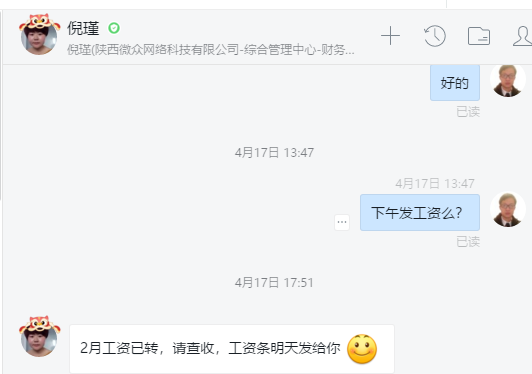 倪瑾
倪瑾(陕西微众网络科技有限公司-综合管理中心-财务...
好的
已读
4月17日 13:47
4月17日 13:47
下午发工资么？
已读
4月17日 17:51
2月工资已转，请查收，工资条明天发给你